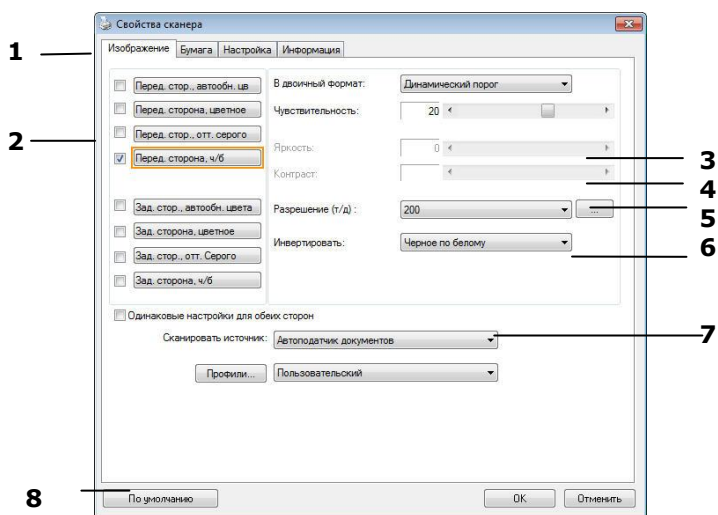 Свойства сканера
1
Изображение Бумага Настройка Информация
Перед. стор., автообн. цв
В двоичный формат: Динамический порог
Перед. сторона, цветное
Чувствительность: 20
2
Перед. стор., отт. серого
Перед. сторона, ч/б
Яркость: 0
3
Контраст:
4
Зад. стор., автообн. цвета
Разрешение (т/д) : 200 ...
5
Зад. сторона, цветное
Инвертировать: Черное по белому
6
Зад. стор., отт. Серого
Зад. сторона, ч/б
Одинаковые настройки для обеих сторон
Сканировать источник: Автоподатчик документов
7
Профили... Пользовательский
8
По умолчанию OK Отменить